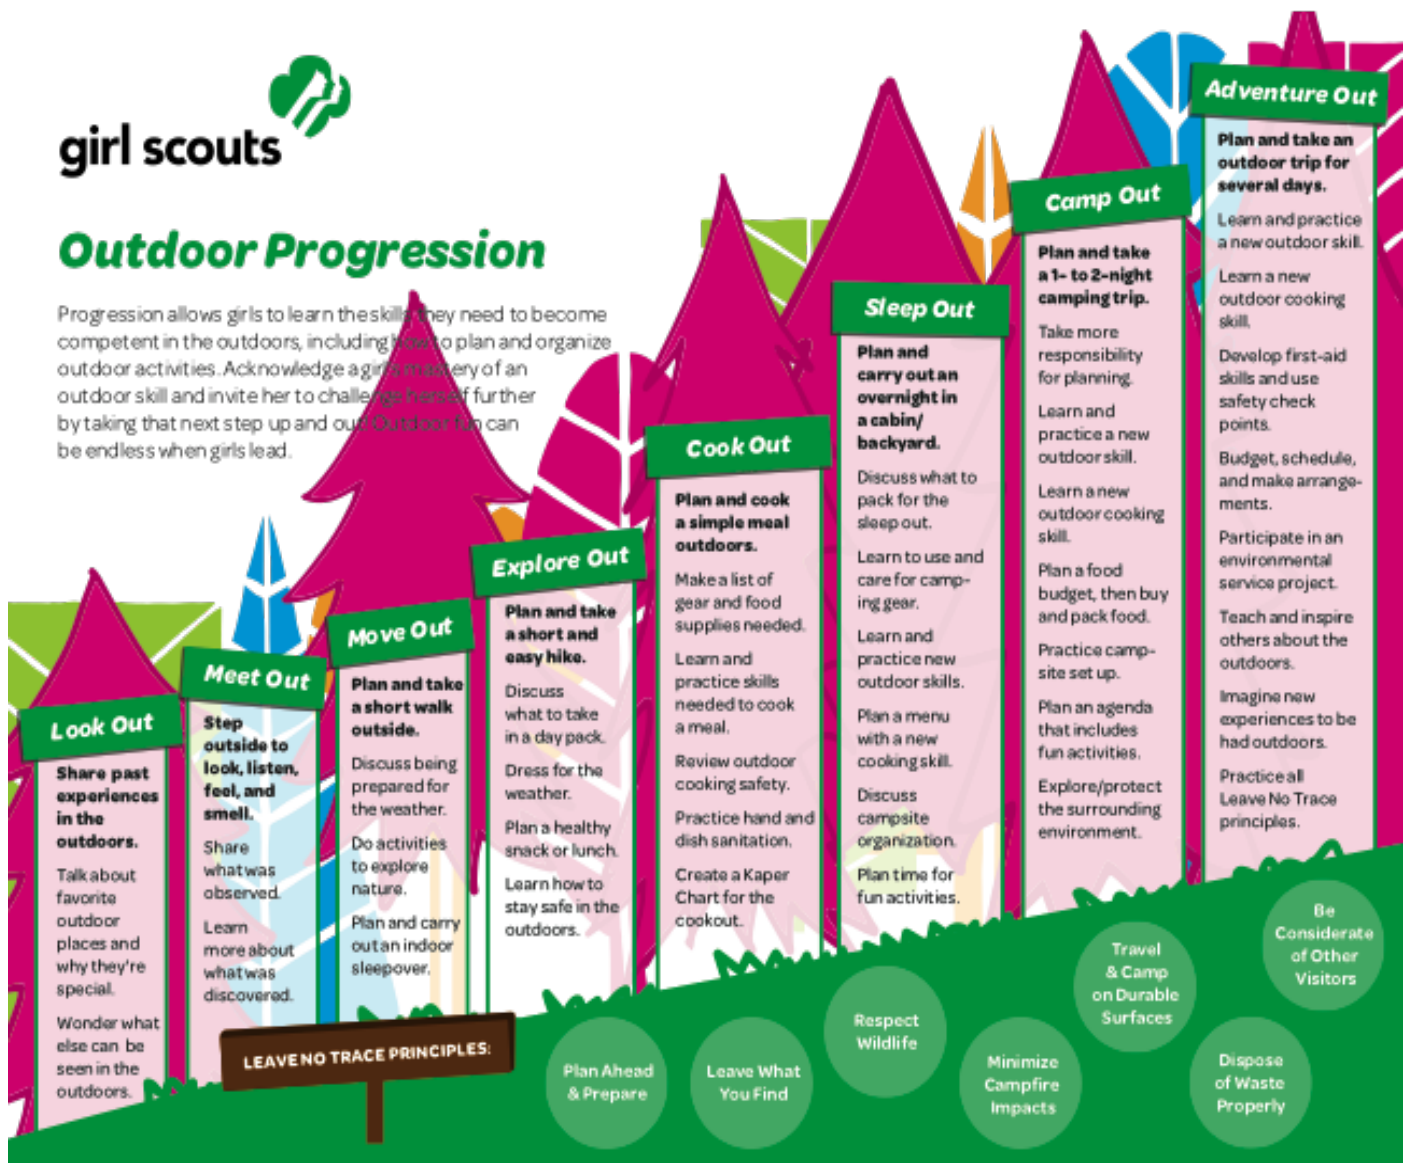 girl scouts
Outdoor Progression
Progression allows girls to learn the skills they need to become
competent in the outdoors, including how to plan and organize
outdoor activities. Acknowledge a girl's mastery of an
outdoor skill and invite her to challenge herself further
by taking that next step up and out! Outdoor fun can
be endless when girls lead.
Look Out
Share past
experiences
in the
outdoors.
Talk about
favorite
outdoor
places and
why they're
special.
Wonder what
else can be
seen in the
outdoors.
Meet Out
Step
outside to
look, listen,
feel, and
smell.
Share
what was
observed.
Learn
more about
what was
discovered.
Move Out
Plan and take
a short walk
outside.
Discuss being
prepared for
the weather.
Do activities
to explore
nature.
Plan and carry
out an indoor
sleepover.
Explore Out
Plan and take
a short and
easy hike.
Discuss
what to take
in a day pack.
Dress for the
weather.
Plan a healthy
snack or lunch.
Learn how to
stay safe in the
outdoors.
Cook Out
Plan and cook
a simple meal
outdoors.
Make a list of
gear and food
supplies needed.
Learn and
practice skills
needed to cook
a meal.
Review outdoor
cooking safety.
Practice hand and
dish sanitation.
Create a Kaper
Chart for the
cookout.
Sleep Out
Plan and
carry out an
overnight in
a cabin/
backyard.
Discuss what to
pack for the
sleep out.
Learn to use and
care for camp-
ing gear.
Learn and
practice new
outdoor skills.
Plan a menu
with a new
cooking skill.
Discuss
campsite
organization.
Plan time for
fun activities.
Camp Out
Plan and take
a 1- to 2-night
camping trip.
Take more
responsibility
for planning.
Learn and
practice a new
outdoor skill.
Learn a new
outdoor cooking
skill.
Plan a food
budget, then buy
and pack food.
Practice camp-
site set up.
Plan an agenda
that includes
fun activities.
Explore/protect
the surrounding
environment.
Adventure Out
Plan and take an
outdoor trip for
several days.
Learn and practice
a new outdoor skill.
Learn a new
outdoor cooking
skill.
Develop first-aid
skills and use
safety check
points.
Budget, schedule,
and make arrange-
ments.
Participate in an
environmental
service project.
Teach and inspire
others about the
outdoors.
Imagine new
experiences to be
had outdoors.
Practice all
Leave No Trace
principles.
LEAVE NO TRACE PRINCIPLES:
Plan Ahead
& Prepare
Leave What
You Find
Respect
Wildlife
Minimize
Campfire
Impacts
Travel
& Camp
on Durable
Surfaces
Dispose
of Waste
Properly
Be
Considerate
of Other
Visitors